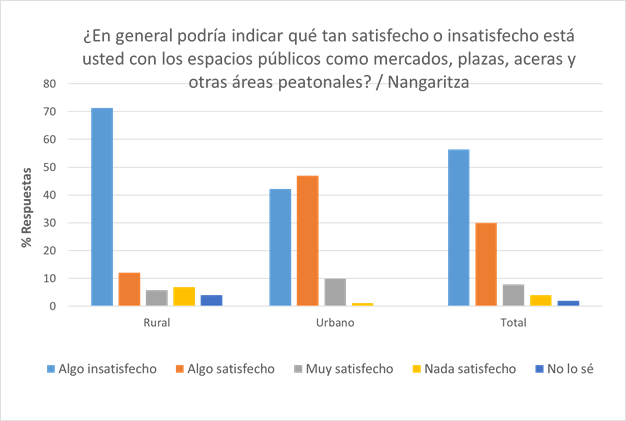 ¿En general podría indicar qué tan satisfecho o insatisfecho está
usted con los espacios públicos como mercados, plazas, aceras y
otras áreas peatonales? / Nangaritza
80
70
60
50
40
30
20
10
0
% Respuestas
Rural Urbano Total
Algo insatisfecho Algo satisfecho Muy satisfecho Nada satisfecho No lo sé